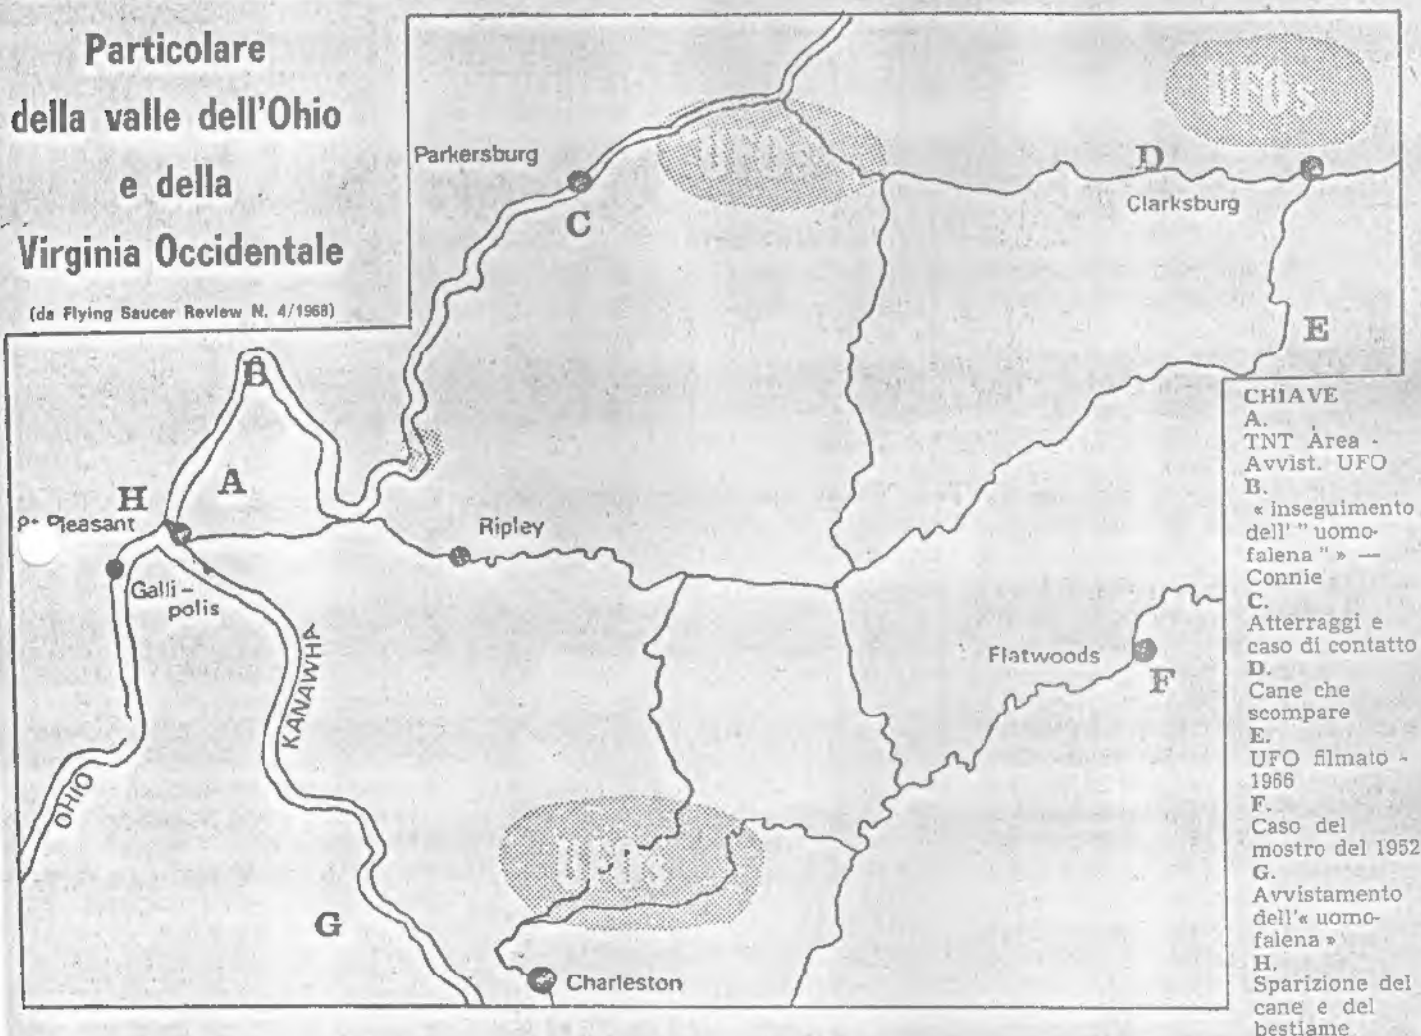 Particolare
della valle dell'Ohio
e della
Virginia Occidentale
(da Flying Saucer Review N. 4/1968)
UFOs
UFOs
Parkersburg
C
D
Clarksburg
E
B
H
A
Pt Pleasant
Ripley
Galli-
polis
KANAWHA
Flatwoods
F
OHIO
UFOs
G
Charleston
CHIAVE
A.
TNT Area -
Avvist. UFO
B.
« inseguimento
dell' " uomo-
falena " » —
Connie
C.
Atterraggi e
caso di contatto
D.
Cane che
scompare
E.
UFO filmato -
1966
F.
Caso del
mostro del 1952
G.
Avvistamento
dell'« uomo-
falena »
H.
Sparizione del
cane e del
bestiame